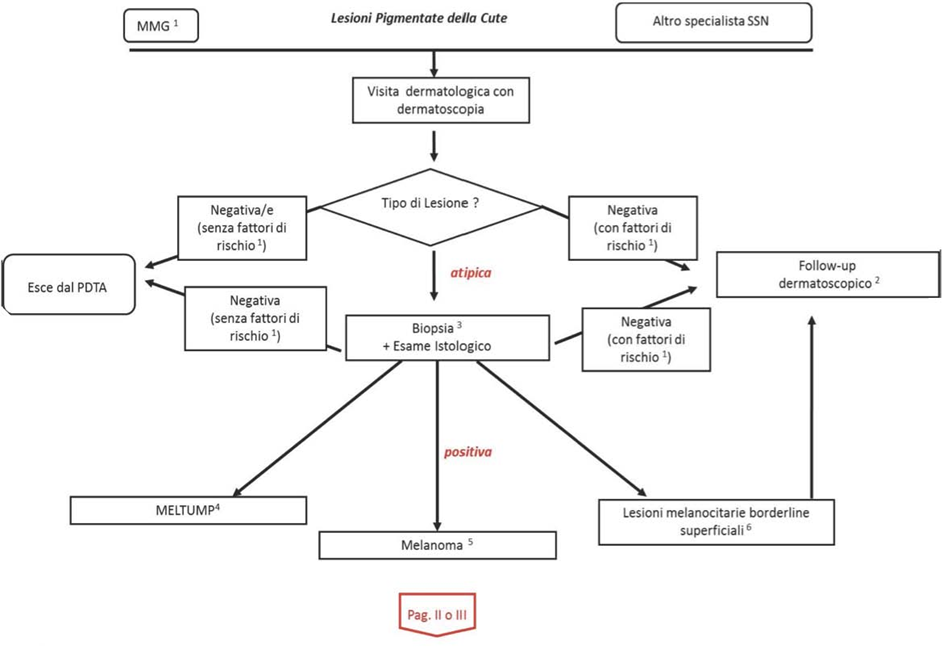 MMG 1
Lesioni Pigmentate della Cute
Altro specialista SSN
Visita dermatologica con
dermatoscopia
Tipo di Lesione ?
Negativa/e
(senza fattori di
rischio 1)
Negativa
(con fattori di
rischio 1)
atipica
Esce dal PDTA
Follow-up
dermatoscopico 2
Negativa
(senza fattori di
rischio 1)
Biopsia 3
+ Esame Istologico
Negativa
(con fattori di
rischio 1)
positiva
MELTUMP4
Melanoma 5
Lesioni melanocitarie borderline
superficiali 6
Pag. II o III